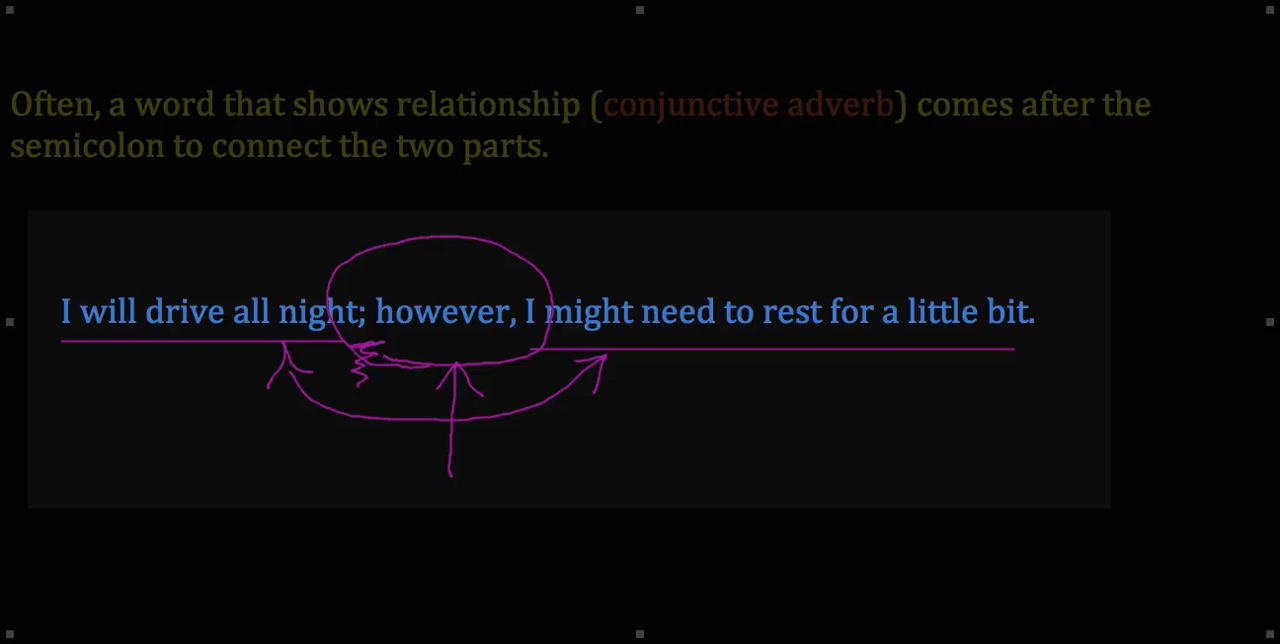 Often, a word that shows relationship (conjunctive adverb) comes after the
semicolon to connect the two parts.
I will drive all night; however, I might need to rest for a little bit.